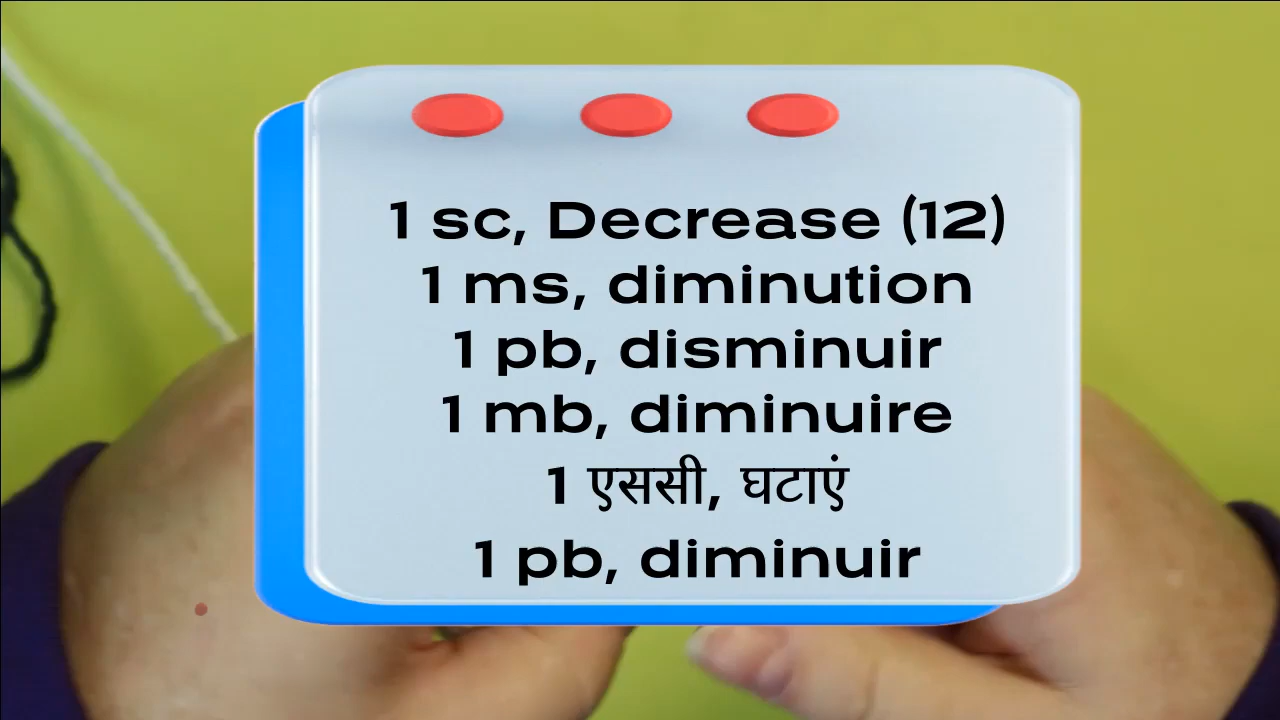 1 sc, Decrease (12)
1 ms, diminution
1 pb, disminuir
1 mb, diminuire
1 एससी, घटाएं
1 pb, diminuir